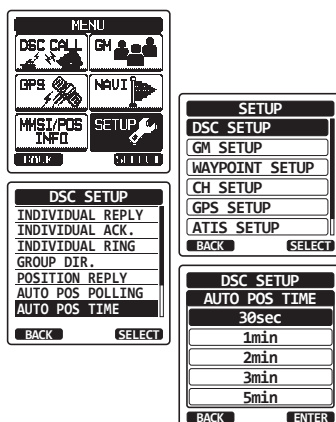 MENU
DSC CALL
GM
GPS
NAVI
MMSI/POS
INFO
SETUP
BACK
SELECT
SETUP
DSC SETUP
GM SETUP
WAYPOINT SETUP
CH SETUP
GPS SETUP
ATIS SETUP
BACK
SELECT
DSC SETUP
INDIVIDUAL REPLY
INDIVIDUAL ACK.
INDIVIDUAL RING
GROUP DIR.
POSITION REPLY
AUTO POS POLLING
AUTO POS TIME
BACK
SELECT
DSC SETUP
AUTO POS TIME
30sec
1min
2min
3min
5min
BACK
ENTER